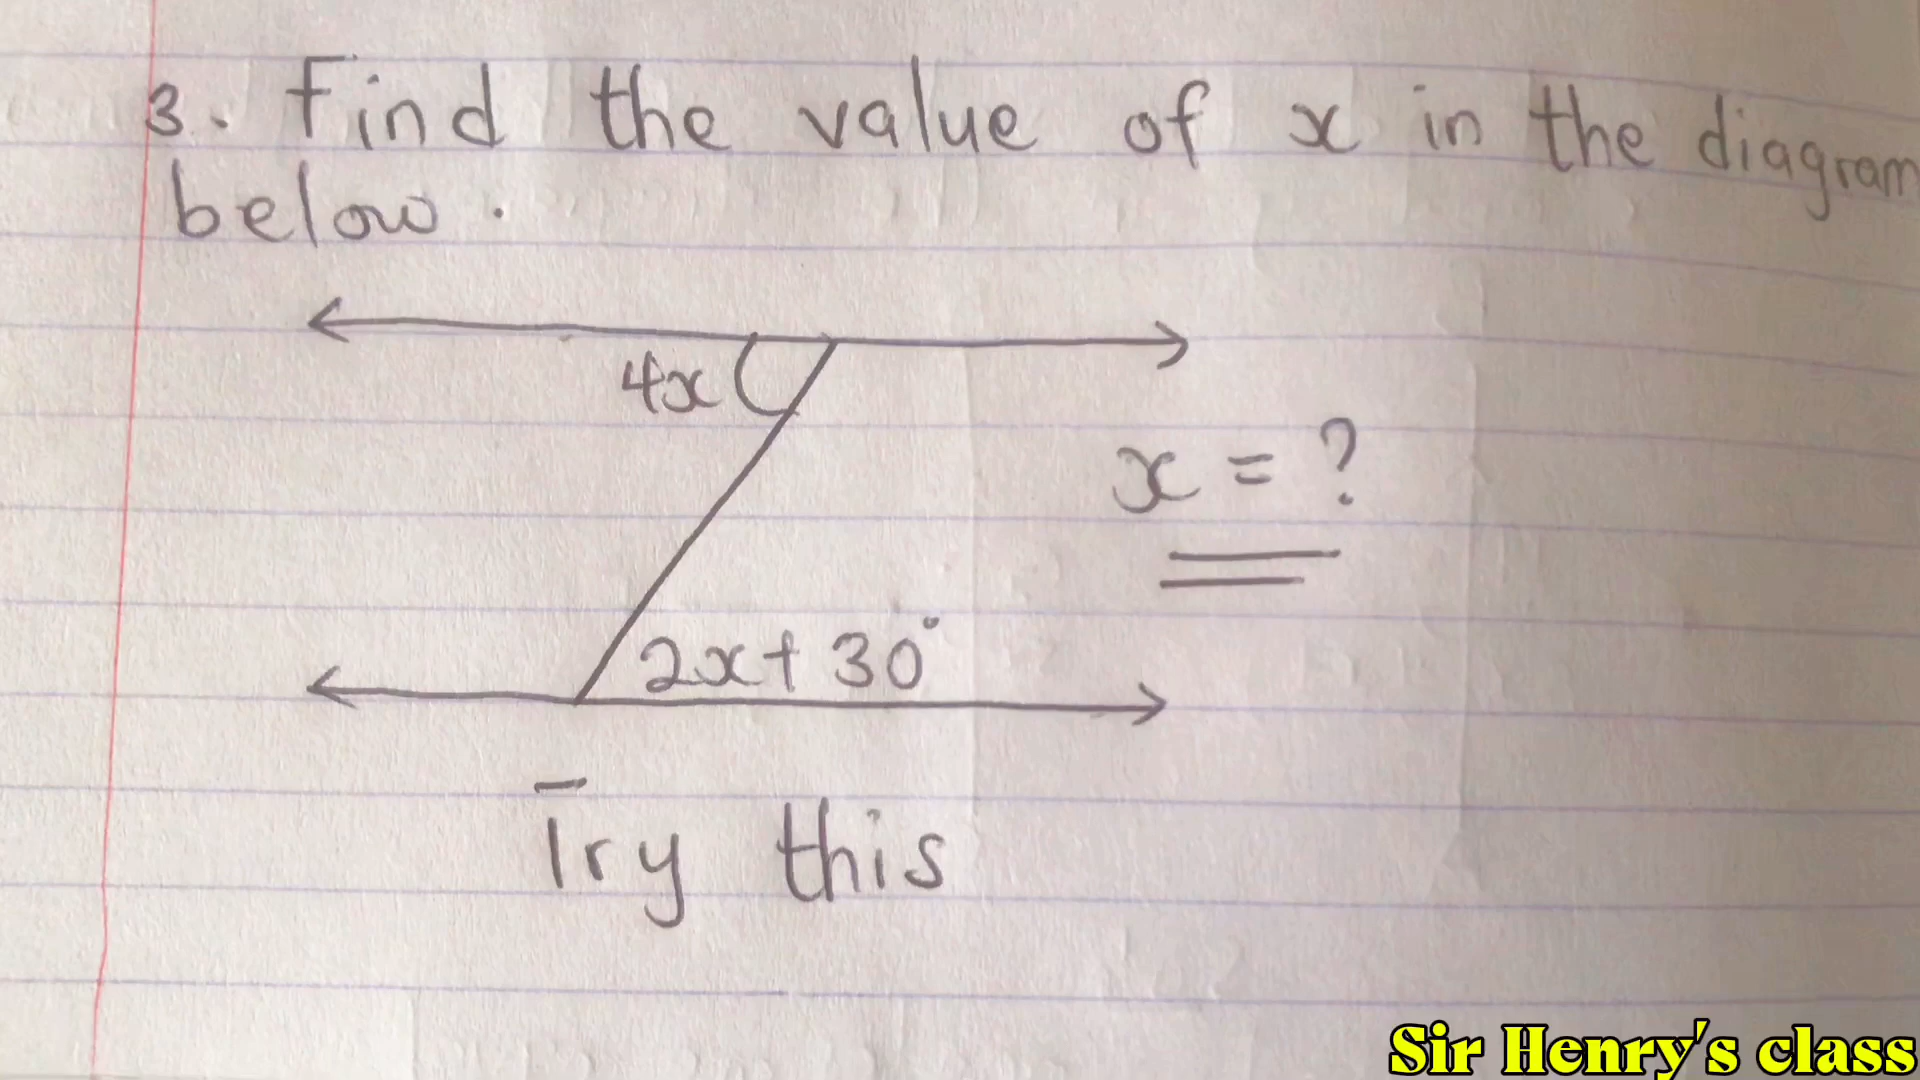 3. Find the value of x in the diagram
below.
4x
x = ?
2x + 30°
Try this
Sir Henry's class